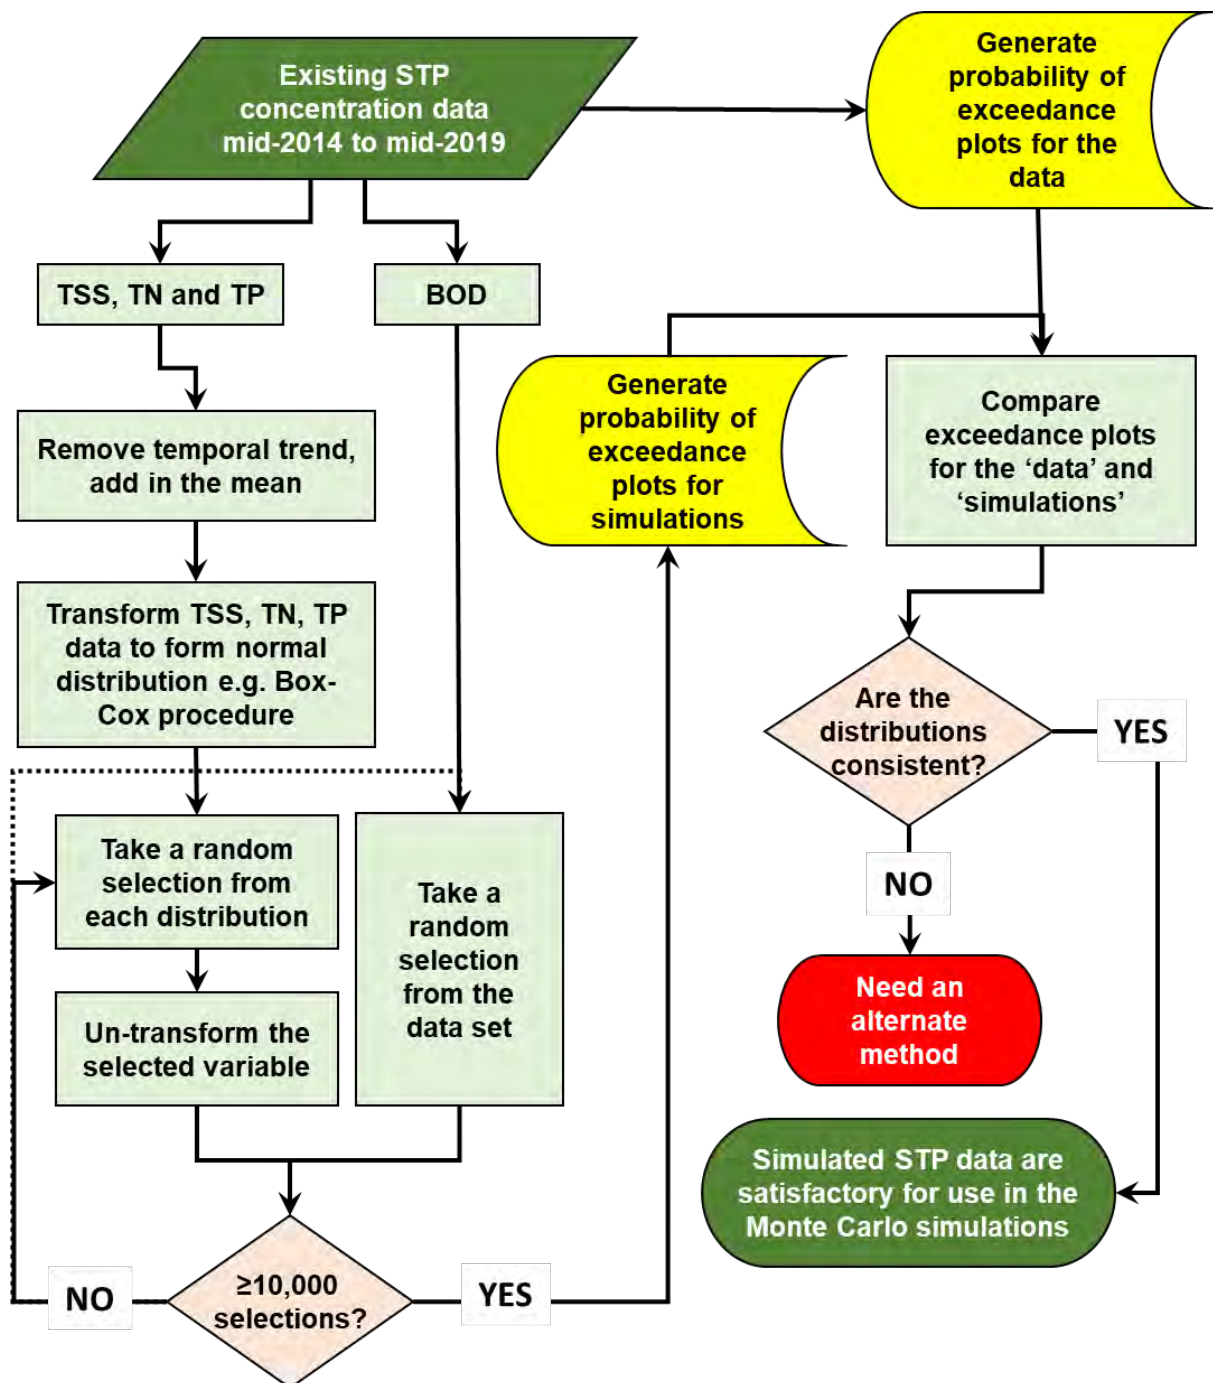 Existing STP
concentration data
mid-2014 to mid-2019
Generate
probability of
exceedance
plots for the
data
TSS, TN and TP
BOD
Remove temporal trend,
add in the mean
Generate
probability of
exceedance
plots for
simulations
Compare
exceedance plots
for the ‘data’ and
‘simulations’
Transform TSS, TN, TP
data to form normal
distribution e.g. Box-
Cox procedure
Are the
distributions
consistent?
YES
NO
Take a random
selection from
each distribution
Take a
random
selection
from the
data set
Un-transform the
selected variable
Need an
alternate
method
Simulated STP data are
satisfactory for use in the
Monte Carlo simulations
≥10,000
selections?
NO
YES